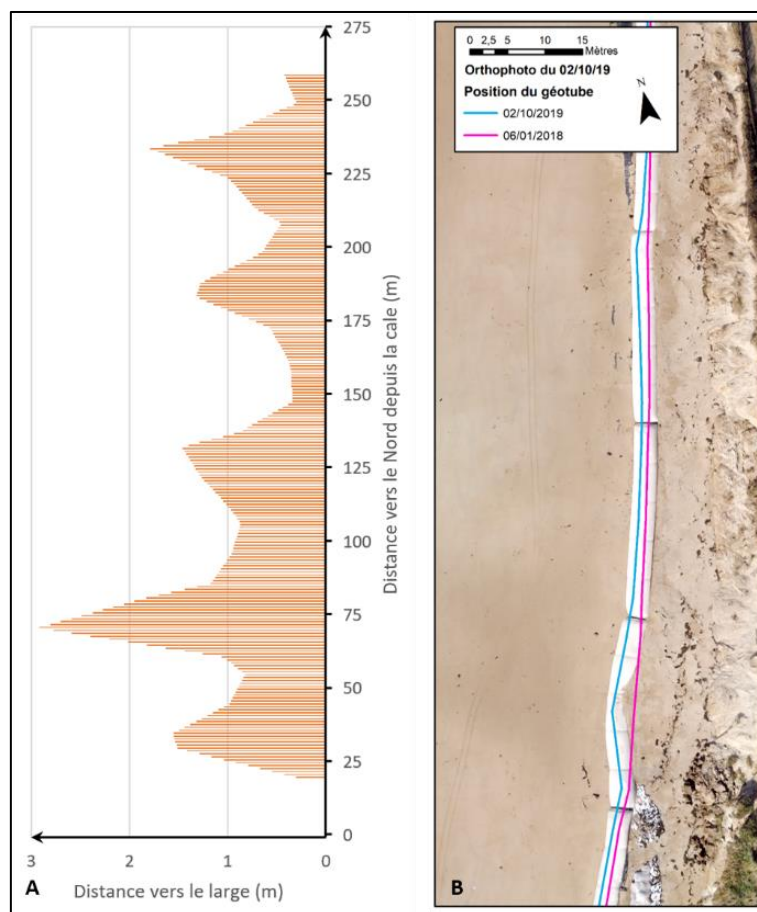 275
250
225
200
175
150
125
100
75
50
25
0
Distance vers le Nord depuis la cale (m)
3 2 1 0
A Distance vers le large (m)
0 2,5 5 10 15
Mètres
Orthophoto du 02/10/19
Position du géotube
02/10/2019
06/01/2018
N
B